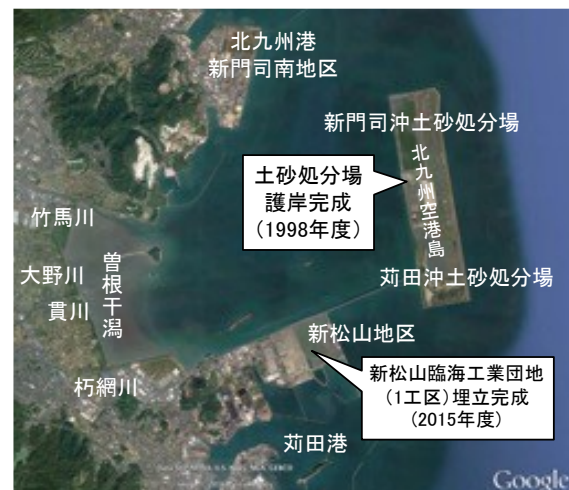 北九州港
新門司南地区
新門司沖土砂処分場
北九州空港島
土砂処分場
護岸完成
(1998年度)
竹馬川
曽根干潟
大野川
貫川
苅田沖土砂処分場
新松山地区
新松山臨海工業団地
(1工区)埋立完成
(2015年度)
朽網川
苅田港
Google